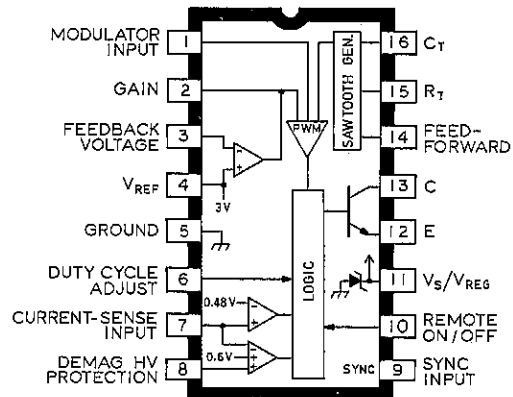 MODULATOR INPUT
1
GAIN
2
FEEDBACK VOLTAGE
3
VREF
4
3V
GROUND
5
DUTY CYCLE ADJUST
6
CURRENT-SENSE INPUT
7
0.48V
DEMAG HV PROTECTION
8
0.6V
PWM
SAWTOOTH GEN.
LOGIC
SYNC
16
CT
15
RT
14
FEED-FORWARD
13
C
12
E
11
VS/VREG
10
REMOTE ON/OFF
9
SYNC INPUT